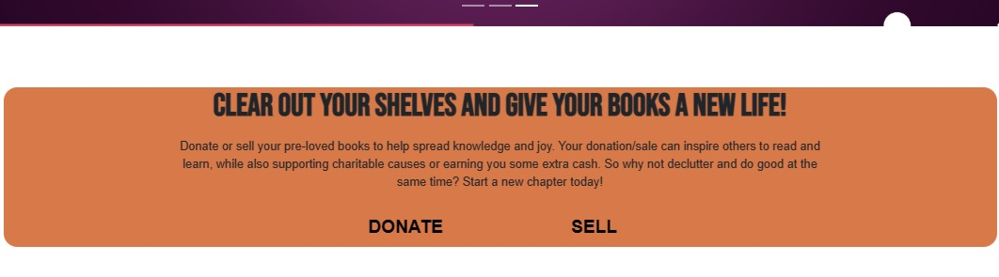 CLEAR OUT YOUR SHELVES AND GIVE YOUR BOOKS A NEW LIFE!
Donate or sell your pre-loved books to help spread knowledge and joy. Your donation/sale can inspire others to read and
learn, while also supporting charitable causes or earning you some extra cash. So why not declutter and do good at the
same time? Start a new chapter today!
DONATE SELL